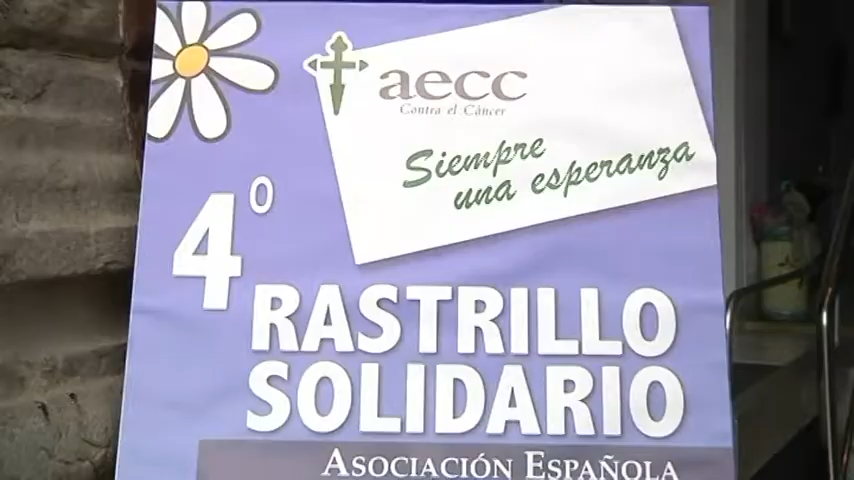 aecc
Contra el Cáncer
Siempre
una esperanza
4º
RASTRILLO
SOLIDARIO
ASOCIACIÓN ESPAÑOLA